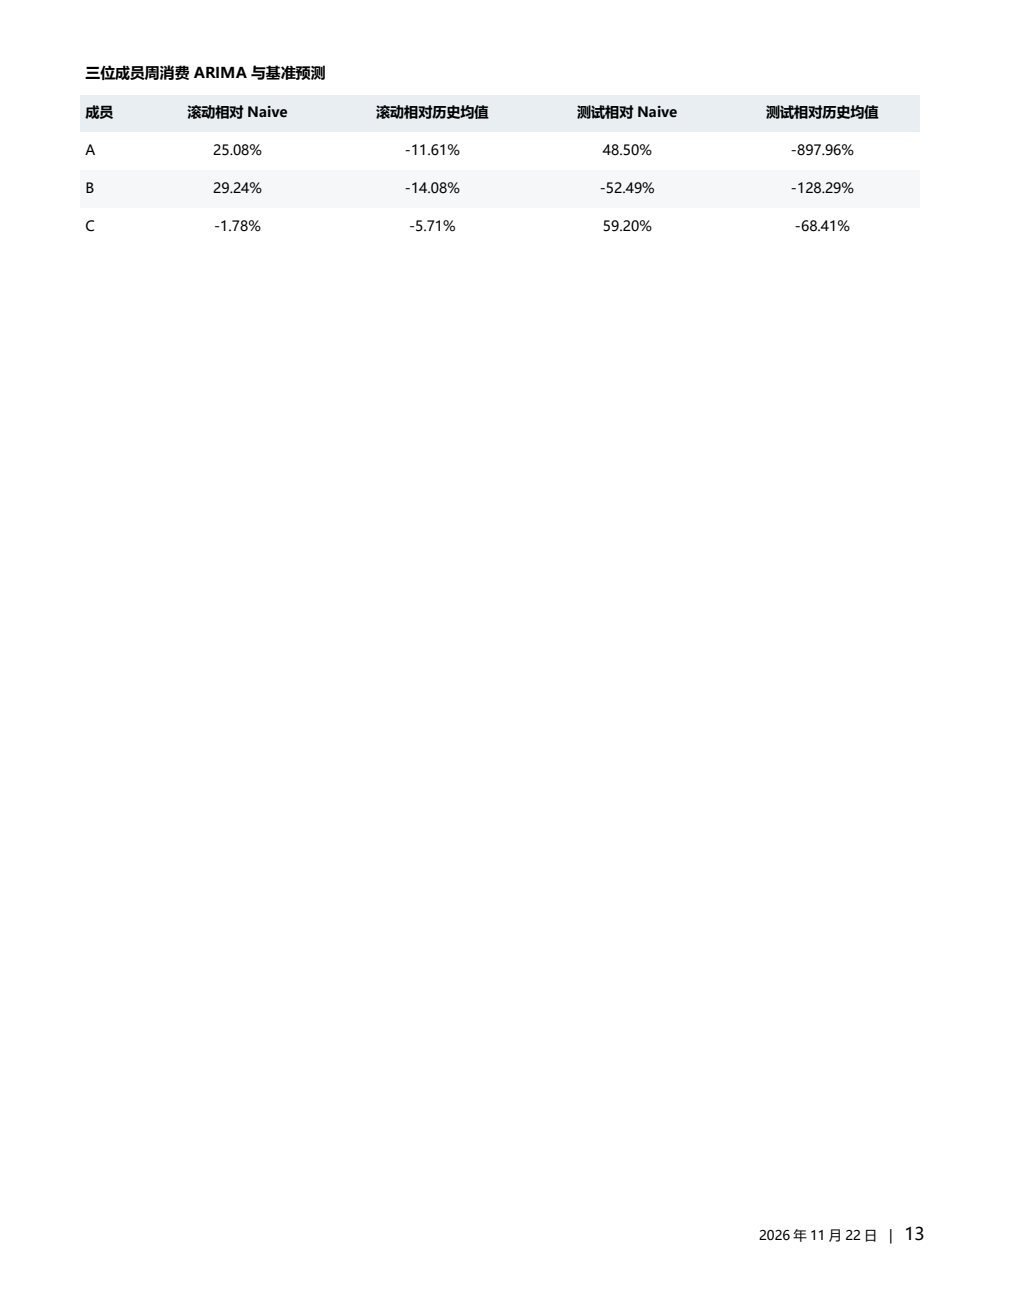 三位成员周消费 ARIMA 与基准预测
成员 滚动相对 Naive 滚动相对历史均值 测试相对 Naive 测试相对历史均值
A 25.08% -11.61% 48.50% -897.96%
B 29.24% -14.08% -52.49% -128.29%
C -1.78% -5.71% 59.20% -68.41%
2026 年 11 月 22 日 | 13